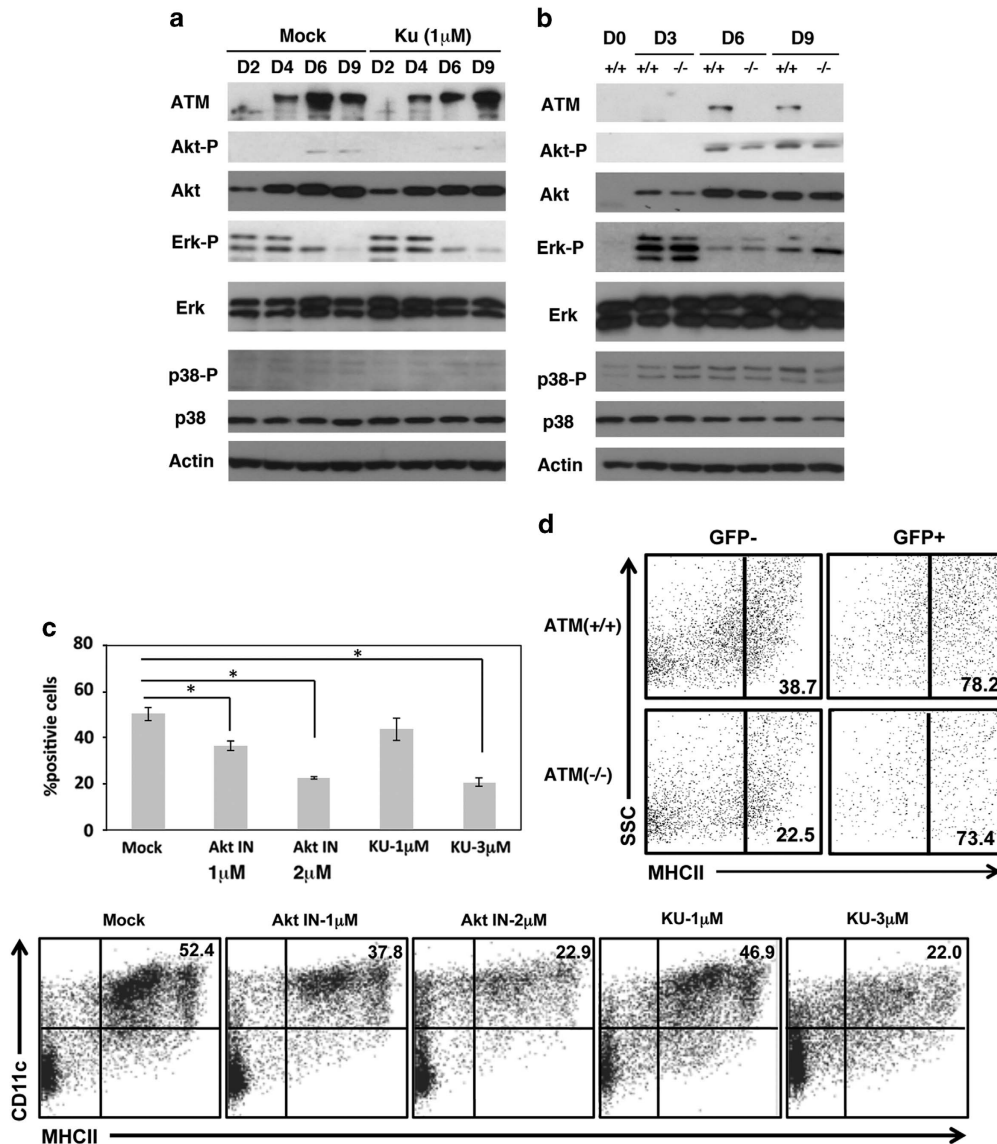 a
Mock Ku (1μM)
D2 D4 D6 D9 D2 D4 D6 D9
ATM
Akt-P
Akt
Erk-P
Erk
p38-P
p38
Actin
b
D0 D3 D6 D9
+/+ +/+ -/- +/+ -/- +/+ -/-
ATM
Akt-P
Akt
Erk-P
Erk
p38-P
p38
Actin
c
%positivie cells
80
60
40
20
0
* * *
Mock Akt IN Akt IN KU-1μM KU-3μM
1μM 2μM
d
GFP- GFP+
ATM(+/+)
38.7 78.2
ATM(-/-)
22.5 73.4
SSC
MHCII
Mock Akt IN-1μM Akt IN-2μM KU-1μM KU-3μM
52.4 37.8 22.9 46.9 22.0
CD11c
MHCII